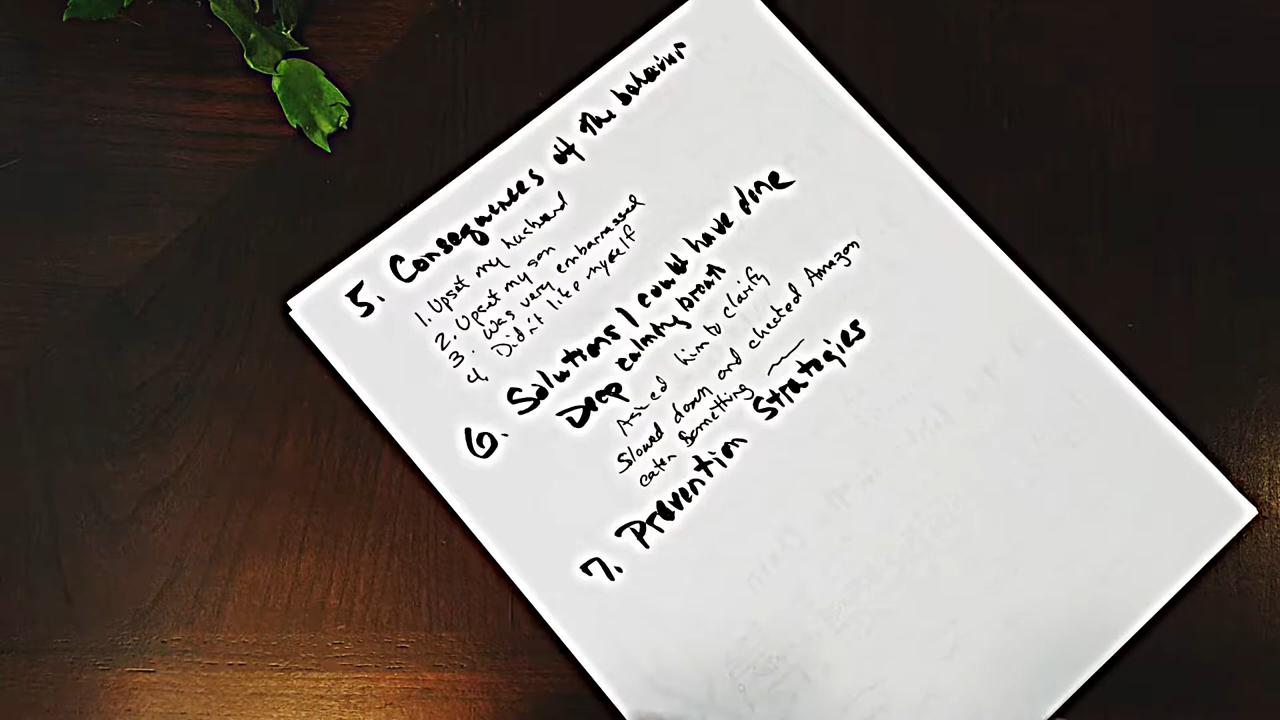 5. Consequences of the behavior
1. Upset my husband
2. Upset my son
3. Was very embarrassed
4. Didn't like myself
6. Solutions I could have done
Deep calming breath
Asked him to clarify
Slowed down and checked Amazon
eaten something
7. Prevention Strategies